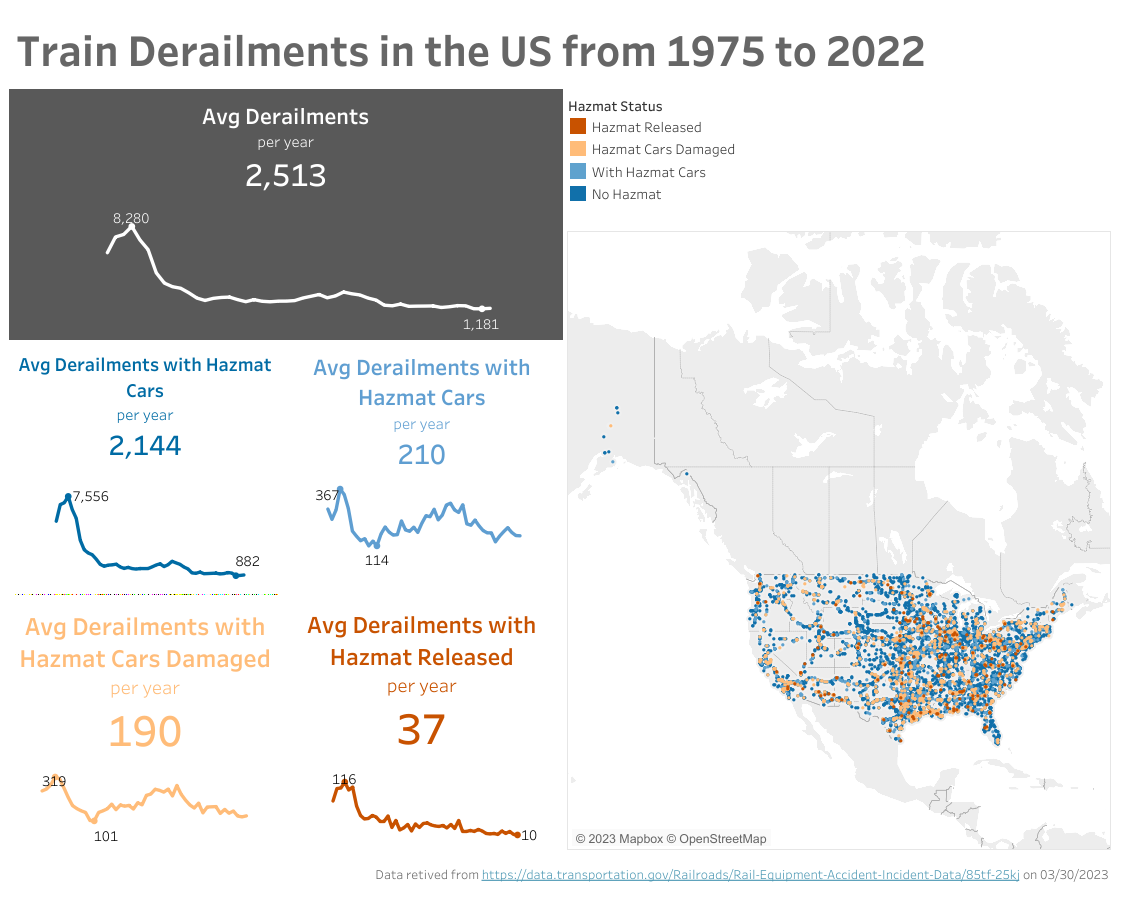 Train Derailments in the US from 1975 to 2022
Avg Derailments
per year
2,513
8,280
1,181
Hazmat Status
Hazmat Released
Hazmat Cars Damaged
With Hazmat Cars
No Hazmat
Avg Derailments with Hazmat
Cars
per year
2,144
7,556
882
Avg Derailments with
Hazmat Cars
per year
210
367
114
Avg Derailments with
Hazmat Cars Damaged
per year
190
319
101
Avg Derailments with
Hazmat Released
per year
37
116
10
© 2023 Mapbox © OpenStreetMap
Data retived from https://data.transportation.gov/Railroads/Rail-Equipment-Accident-Incident-Data/85tf-25kj on 03/30/2023